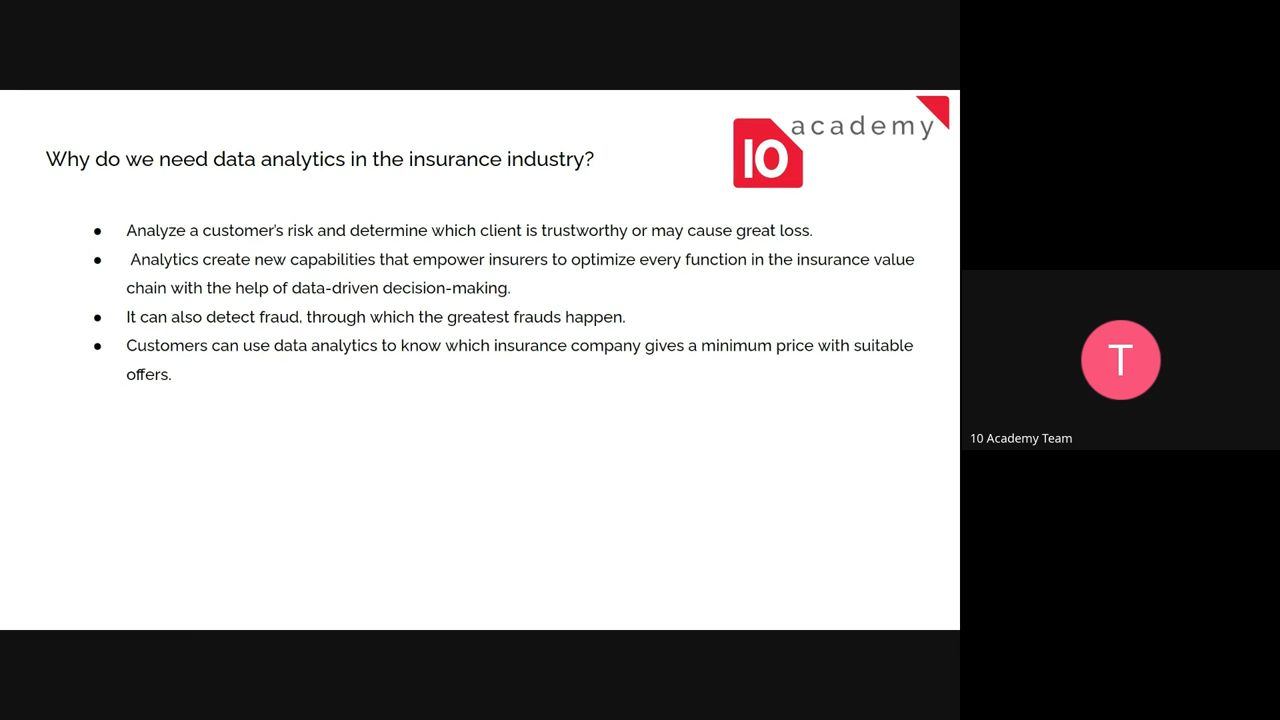 academy
10
Why do we need data analytics in the insurance industry?
● Analyze a customer's risk and determine which client is trustworthy or may cause great loss.
● Analytics create new capabilities that empower insurers to optimize every function in the insurance value
chain with the help of data-driven decision-making.
● It can also detect fraud, through which the greatest frauds happen.
● Customers can use data analytics to know which insurance company gives a minimum price with suitable
offers.
T
10 Academy Team